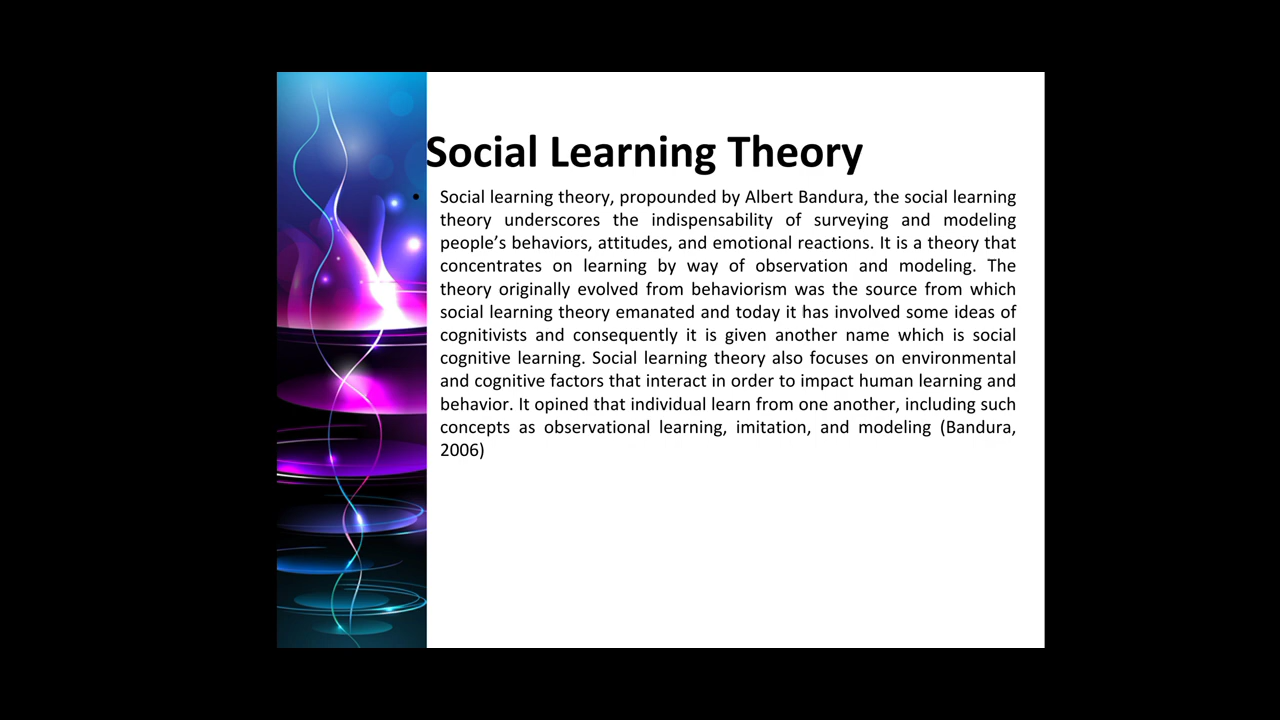 Social Learning Theory
• Social learning theory, propounded by Albert Bandura, the social learning
theory underscores the indispensability of surveying and modeling
people’s behaviors, attitudes, and emotional reactions. It is a theory that
concentrates on learning by way of observation and modeling. The
theory originally evolved from behaviorism was the source from which
social learning theory emanated and today it has involved some ideas of
cognitivists and consequently it is given another name which is social
cognitive learning. Social learning theory also focuses on environmental
and cognitive factors that interact in order to impact human learning and
behavior. It opined that individual learn from one another, including such
concepts as observational learning, imitation, and modeling (Bandura,
2006)